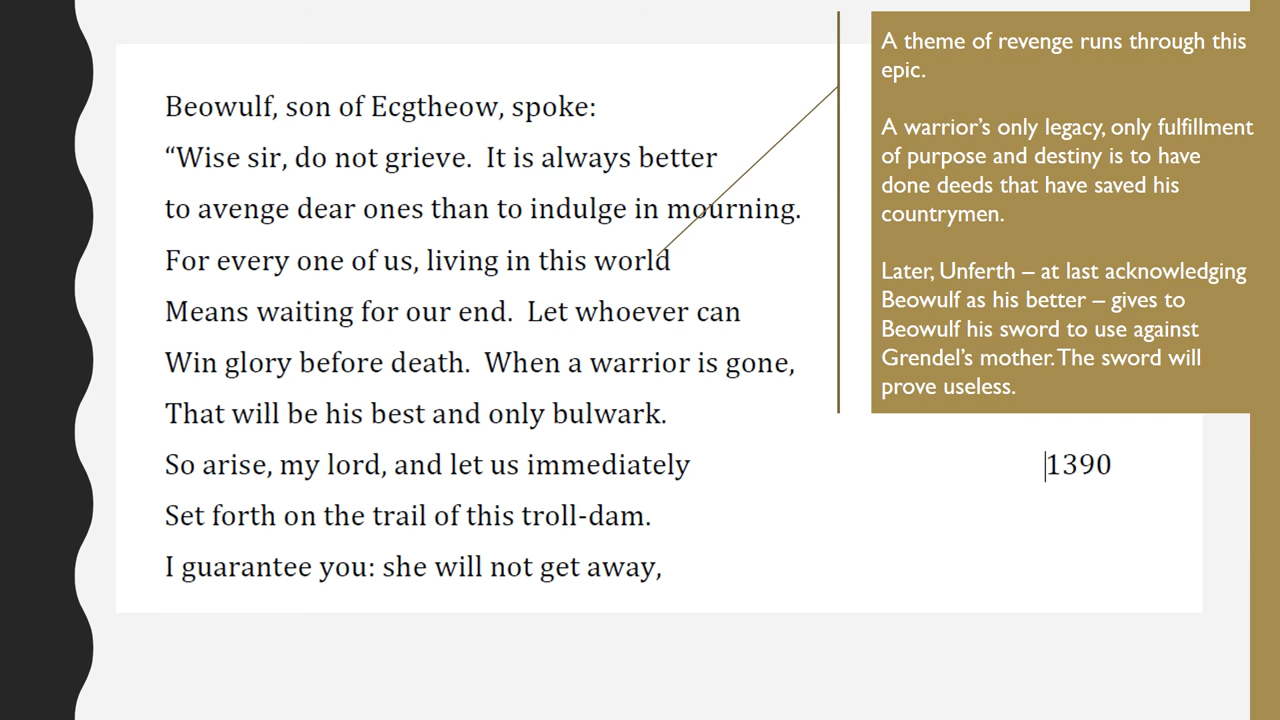 Beowulf, son of Ecgtheow, spoke:
“Wise sir, do not grieve.  It is always better
to avenge dear ones than to indulge in mourning.
For every one of us, living in this world
Means waiting for our end.  Let whoever can
Win glory before death.  When a warrior is gone,
That will be his best and only bulwark.
So arise, my lord, and let us immediately 1390
Set forth on the trail of this troll-dam.
I guarantee you: she will not get away,
A theme of revenge runs through this
epic.
A warrior’s only legacy, only fulfillment
of purpose and destiny is to have
done deeds that have saved his
countrymen.
Later, Unferth – at last acknowledging
Beowulf as his better – gives to
Beowulf his sword to use against
Grendel’s mother. The sword will
prove useless.